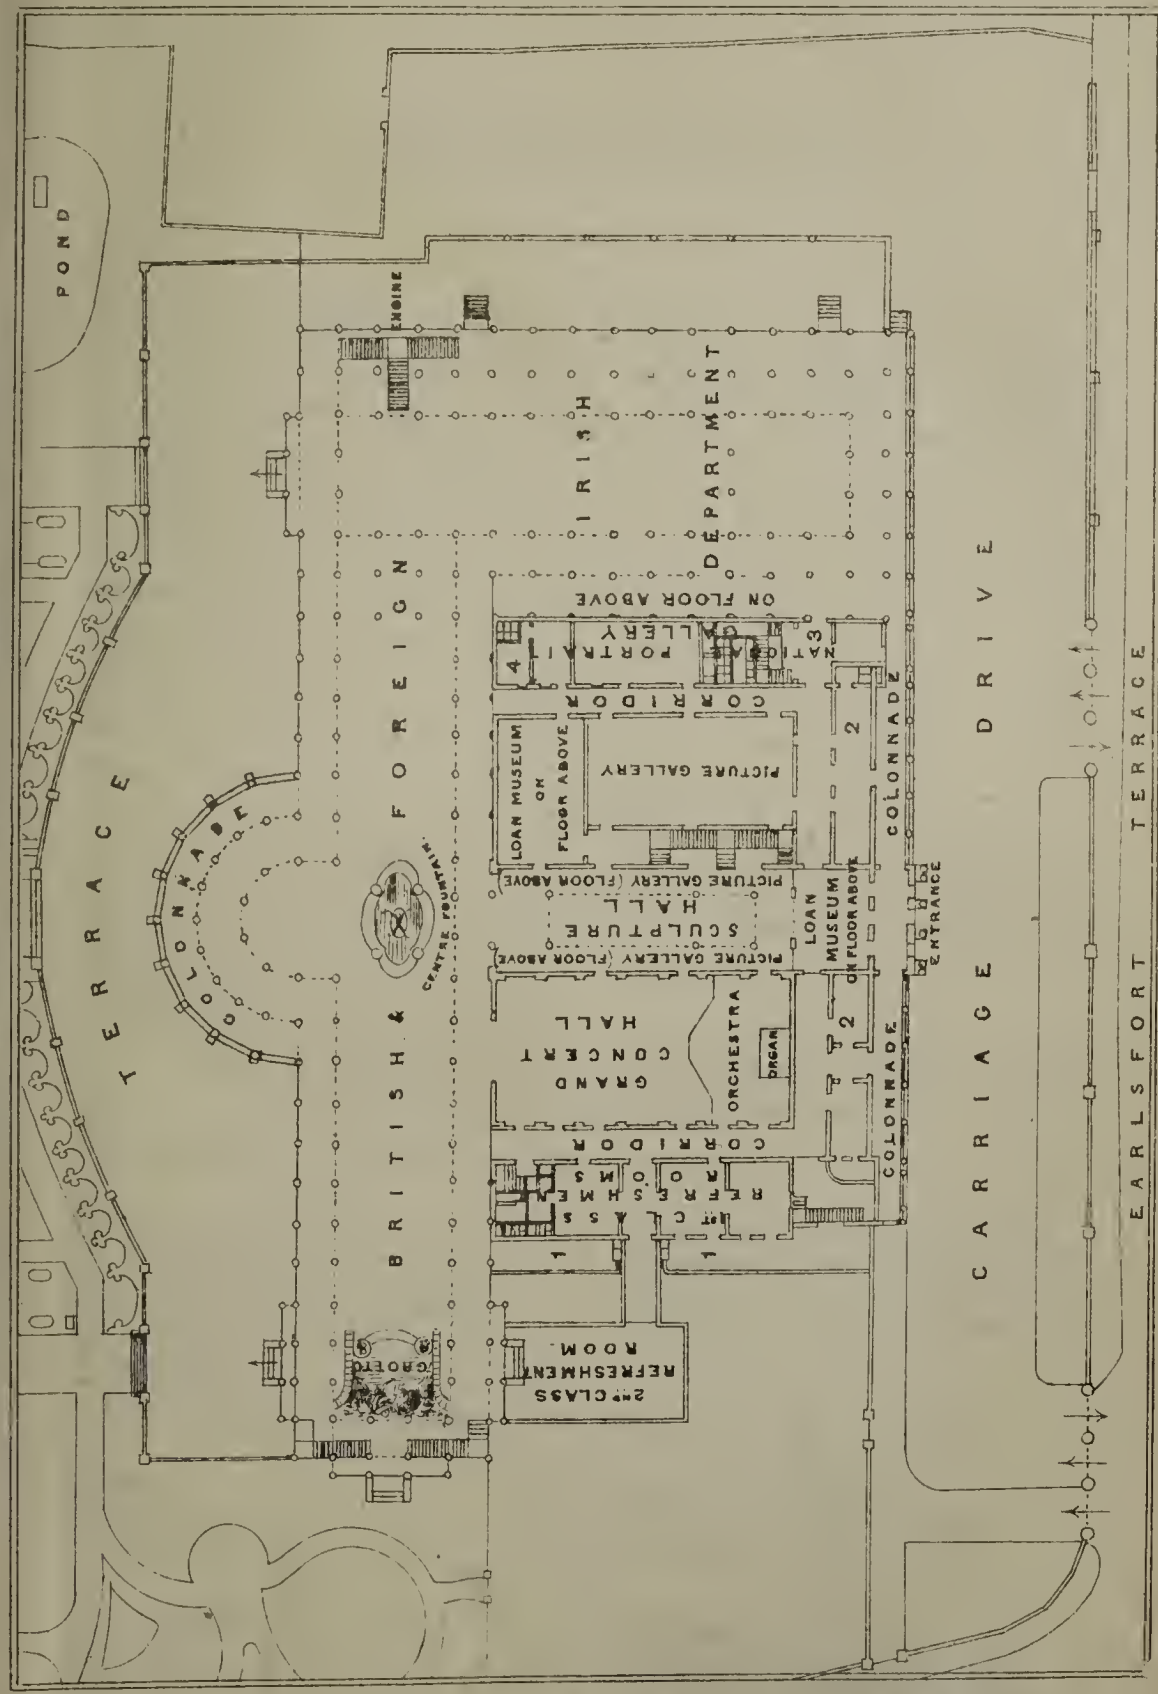 POND
TERRACE
COLONNADE
ENGINE
BRITISH & FOREIGN
CENTRE FOUNTAIN
GROTTO
IRISH
DEPARTMENT
ON FLOOR ABOVE
NATIONAL PORTRAIT
GALLERY
3
4
CORRIDOR
LOAN MUSEUM
ON
FLOOR ABOVE
PICTURE GALLERY
2
PICTURE GALLERY (FLOOR ABOVE)
SCULPTURE
HALL
PICTURE GALLERY (FLOOR ABOVE)
LOAN
MUSEUM
ON FLOOR ABOVE
GRAND
CONCERT
HALL
ORCHESTRA
ORGAN
2
CORRIDOR
1ST CLASS
REFRESHMENT
ROOMS
1
1
2ND CLASS
REFRESHMENT
ROOM.
COLONNADE
ENTRANCE
COLONNADE
CARRIAGE DRIVE
EARLSFORT TERRACE